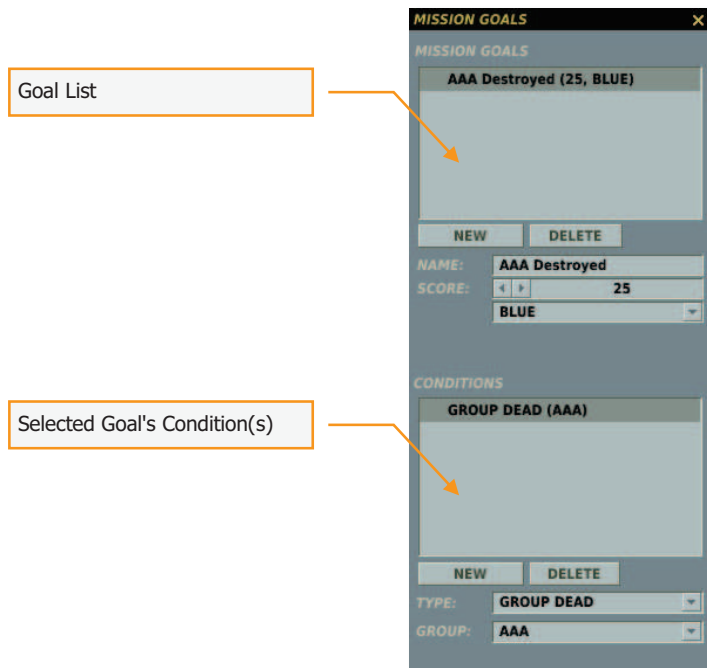 MISSION GOALS
MISSION GOALS
Goal List
AAA Destroyed (25, BLUE)
NEW DELETE
NAME: AAA Destroyed
SCORE: 25
BLUE
CONDITIONS
Selected Goal's Condition(s)
GROUP DEAD (AAA)
NEW DELETE
TYPE: GROUP DEAD
GROUP: AAA